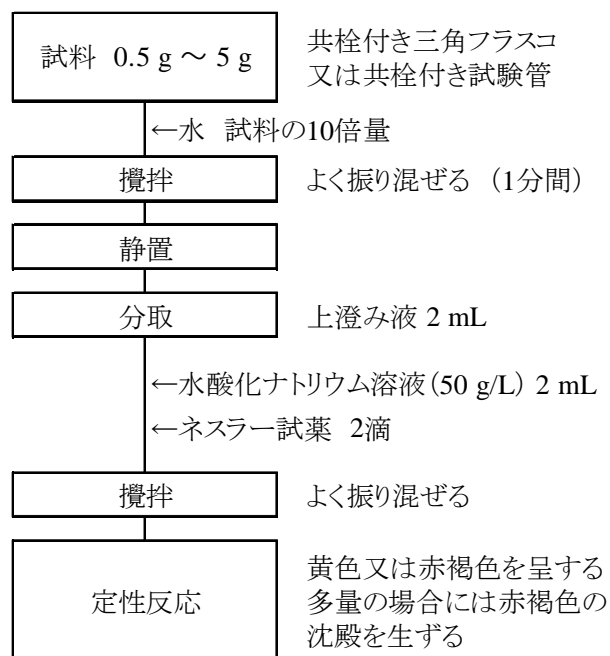 試料 0.5 g ～ 5 g
共栓付き三角フラスコ
又は共栓付き試験管
←水 試料の10倍量
攪拌
よく振り混ぜる （1分間）
静置
分取
上澄み液 2 mL
←水酸化ナトリウム溶液（50 g/L） 2 mL
←ネスラー試薬 2滴
攪拌
よく振り混ぜる
定性反応
黄色又は赤褐色を呈する
多量の場合には赤褐色の
沈殿を生ずる